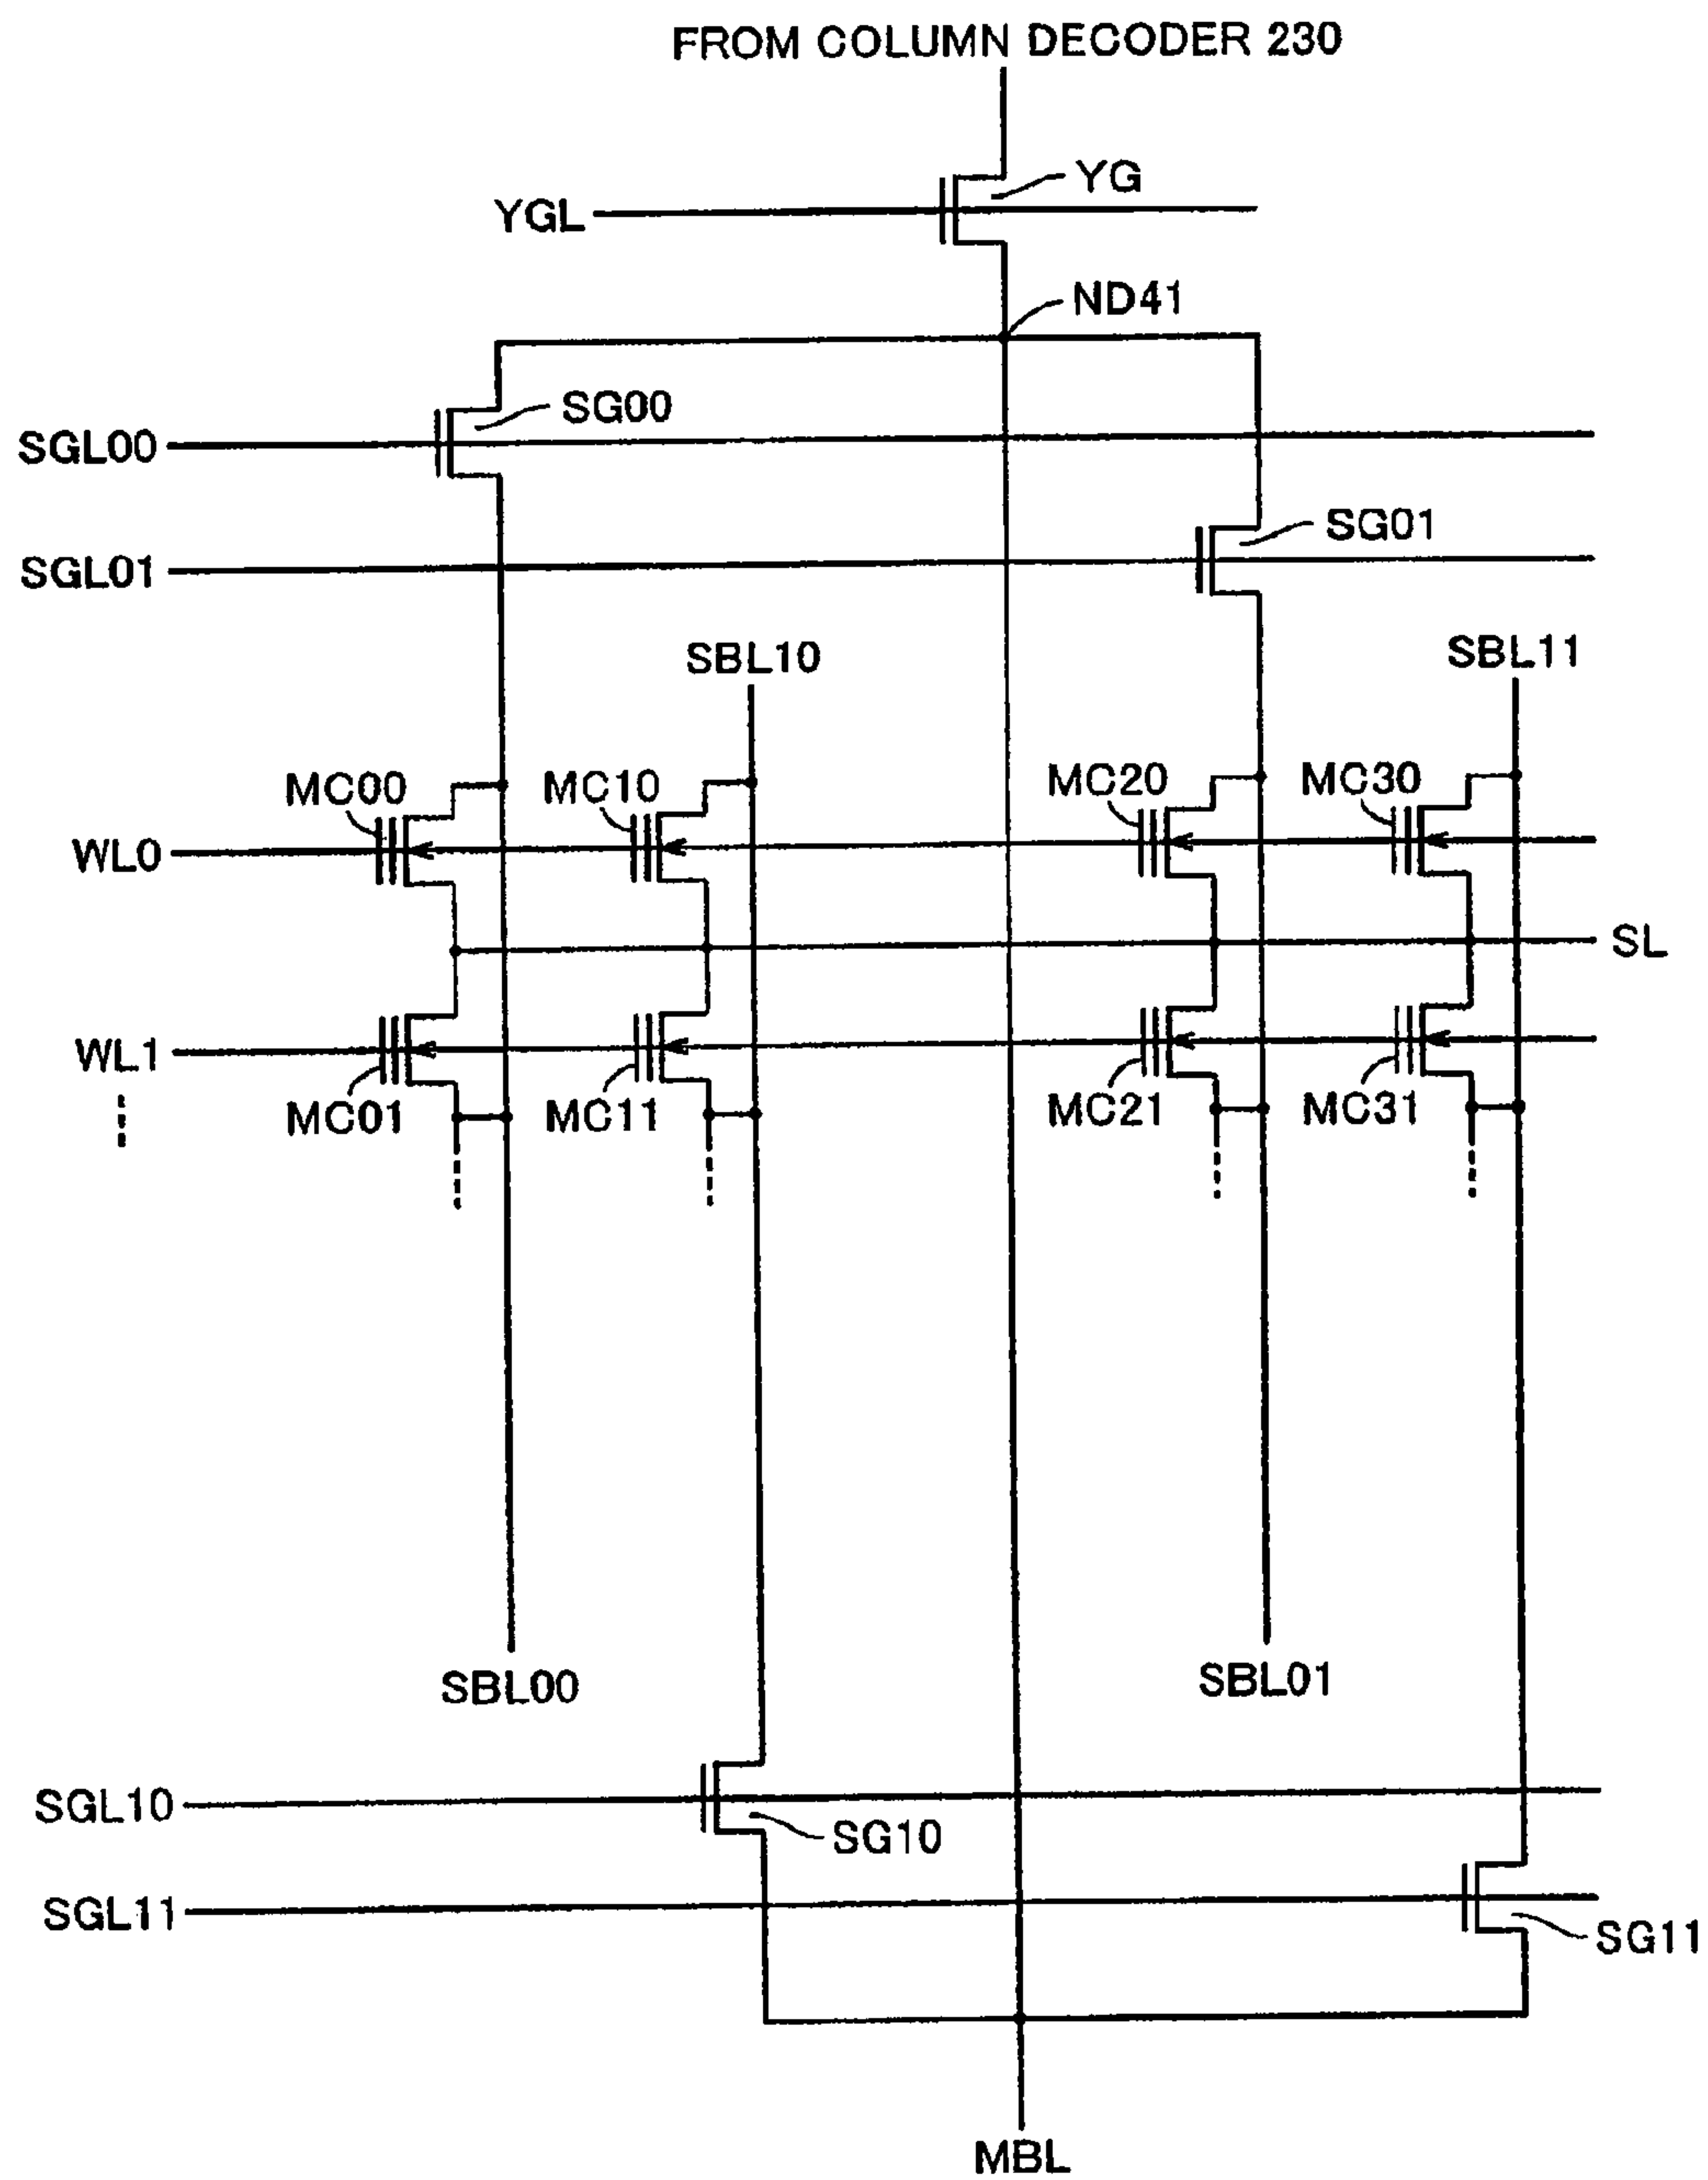 FROM COLUMN DECODER 230
YG
YGL
ND41
SG00
SGL00
SG01
SGL01
SBL10
SBL11
MC00
MC10
MC20
MC30
WL0
SL
WL1
MC01
MC11
MC21
MC31
SBL00
SBL01
SGL10
SG10
SGL11
SG11
MBL